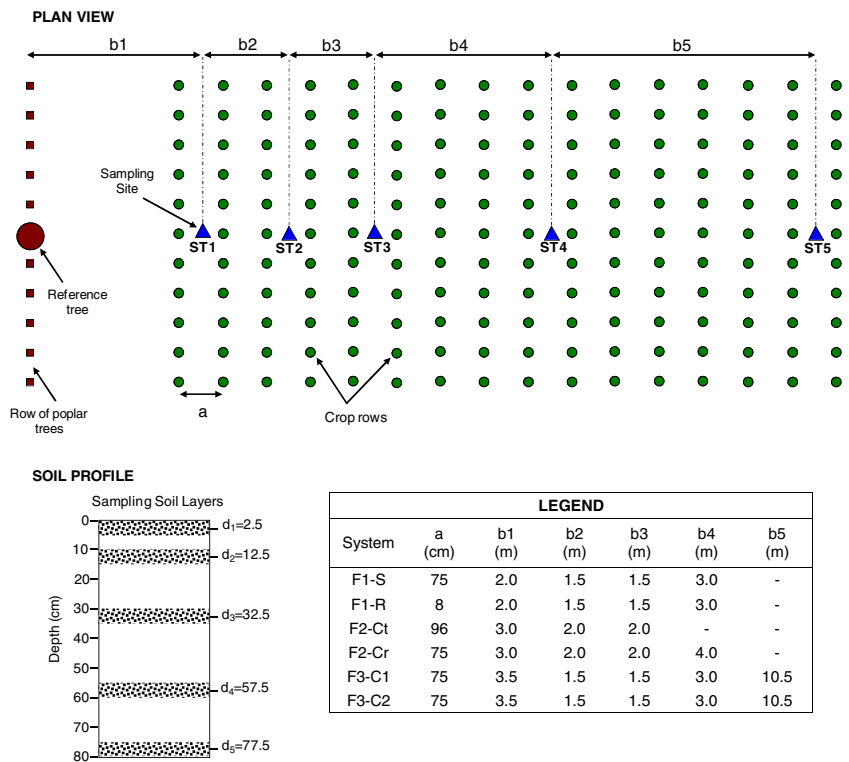 PLAN VIEW
b1 b2 b3 b4 b5
Sampling
Site
ST1 ST2 ST3 ST4 ST5
Reference
tree
Row of poplar
trees
a
Crop rows
SOIL PROFILE
Sampling Soil Layers
Depth (cm)
0
10
20
30
40
50
60
70
80
d1=2.5
d2=12.5
d3=32.5
d4=57.5
d5=77.5
LEGEND
System a (cm) b1 (m) b2 (m) b3 (m) b4 (m) b5 (m)
F1-S 75 2.0 1.5 1.5 3.0 -
F1-R 8 2.0 1.5 1.5 3.0 -
F2-Ct 96 3.0 2.0 2.0 - -
F2-Cr 75 3.0 2.0 2.0 4.0 -
F3-C1 75 3.5 1.5 1.5 3.0 10.5
F3-C2 75 3.5 1.5 1.5 3.0 10.5